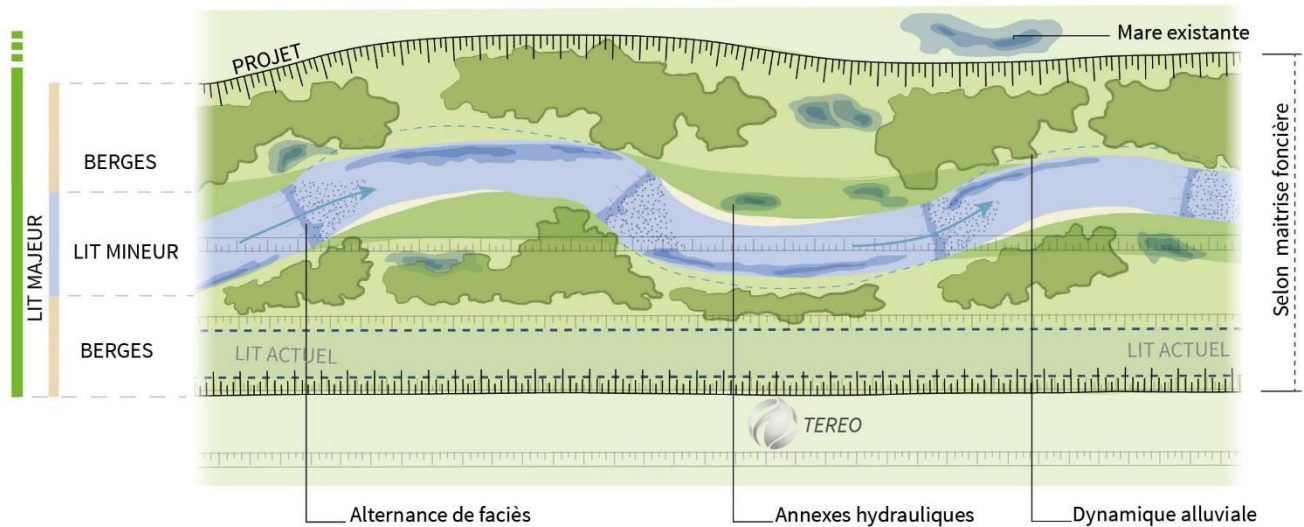 Mare existante
PROJET
BERGES
LIT MINEUR
LIT MAJEUR
BERGES
Selon maitrise foncière
LIT ACTUEL
LIT ACTUEL
TEREO
Alternance de faciès
Annexes hydrauliques
Dynamique alluviale